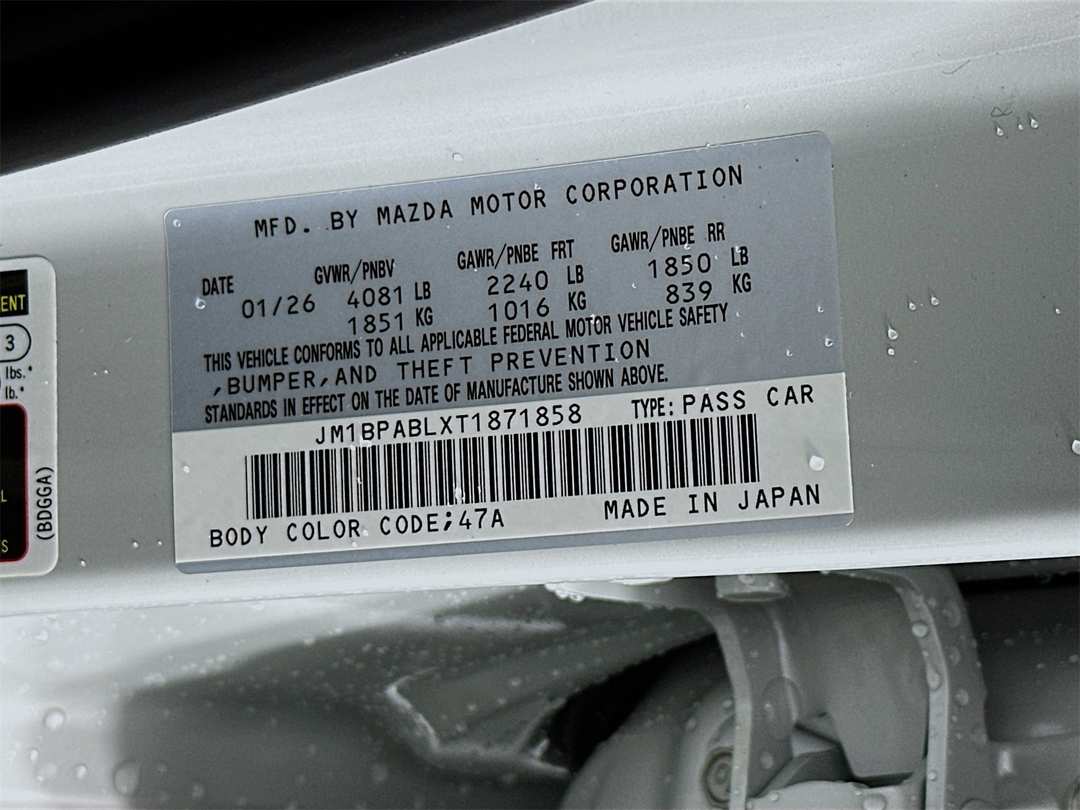 MFD. BY MAZDA MOTOR CORPORATION
DATE GVWR/PNBV GAWR/PNBE FRT GAWR/PNBE RR
01/26 4081 LB 2240 LB 1850 LB
1851 KG 1016 KG 839 KG
THIS VEHICLE CONFORMS TO ALL APPLICABLE FEDERAL MOTOR VEHICLE SAFETY
,BUMPER,AND THEFT PREVENTION
STANDARDS IN EFFECT ON THE DATE OF MANUFACTURE SHOWN ABOVE.
JM1BPABLXT1871858 TYPE:PASS CAR
BODY COLOR CODE;47A MADE IN JAPAN
3
lbs.*
lb.*
(BDGGA)